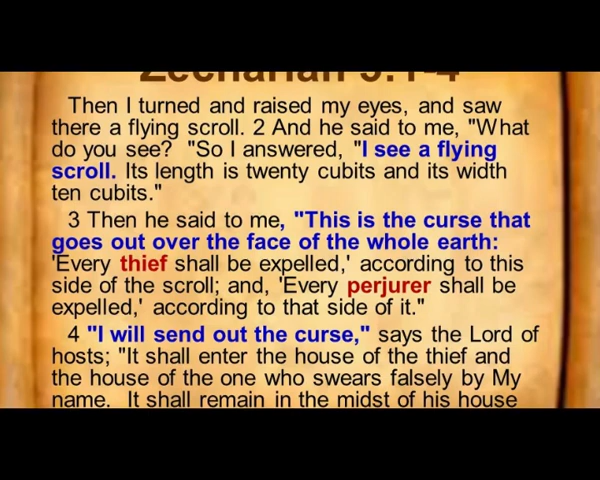 Zechariah 5:1-4
Then I turned and raised my eyes, and saw
there a flying scroll. 2 And he said to me, "What
do you see?  "So I answered, "I see a flying
scroll. Its length is twenty cubits and its width
ten cubits."
3 Then he said to me, "This is the curse that
goes out over the face of the whole earth:
'Every thief shall be expelled,' according to this
side of the scroll; and, 'Every perjurer shall be
expelled,' according to that side of it."
4 "I will send out the curse," says the Lord of
hosts; "It shall enter the house of the thief and
the house of the one who swears falsely by My
name.  It shall remain in the midst of his house